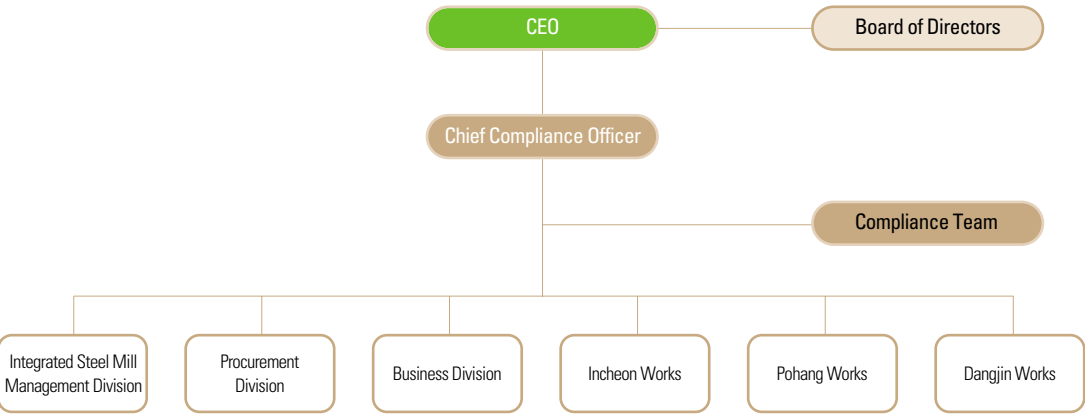 CEO
Board of Directors
Chief Compliance Officer
Compliance Team
Integrated Steel Mill
Management Division
Procurement
Division
Business Division
Incheon Works
Pohang Works
Dangjin Works